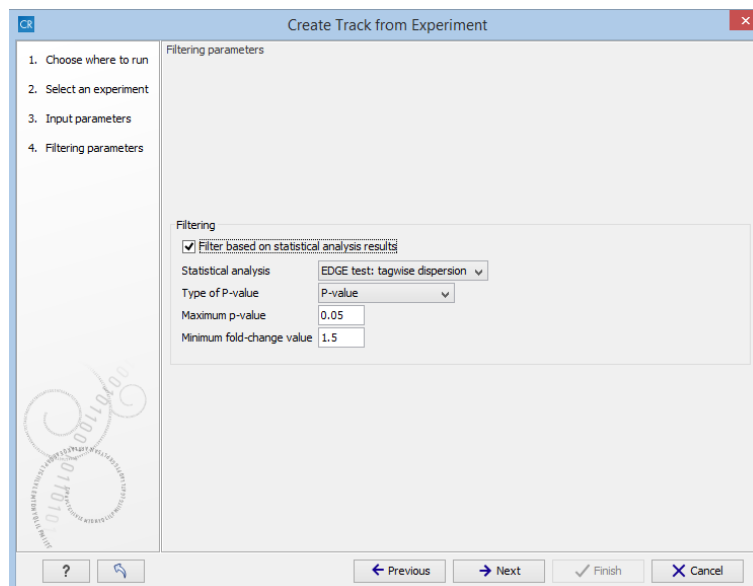 CR
Create Track from Experiment
1. Choose where to run
2. Select an experiment
3. Input parameters
4. Filtering parameters
Filtering parameters
Filtering
Filter based on statistical analysis results
Statistical analysis EDGE test: tagwise dispersion
Type of P-value P-value
Maximum p-value 0.05
Minimum fold-change value 1.5
? Previous Next Finish Cancel